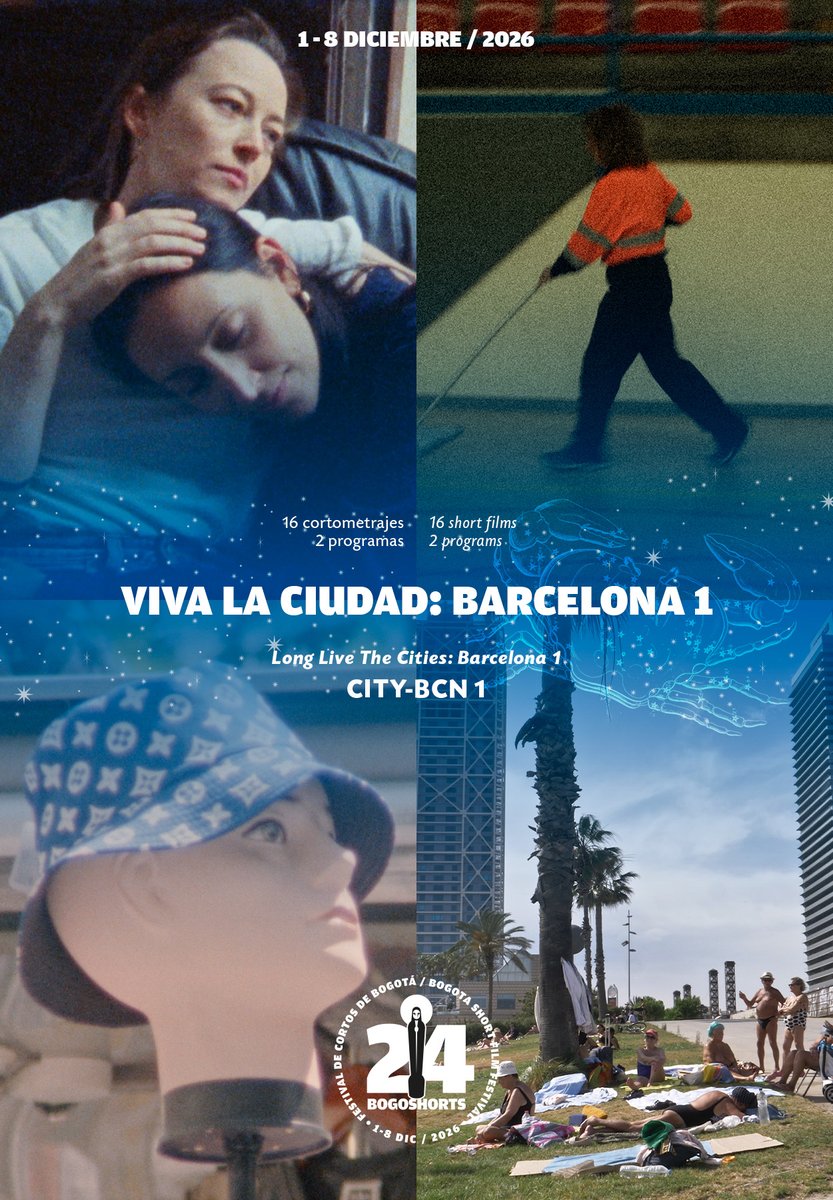 1 - 8 DICIEMBRE / 2026
16 cortometrajes
2 programas
16 short films
2 programs
VIVA LA CIUDAD: BARCELONA 1
Long Live The Cities: Barcelona 1
CITY-BCN 1
FESTIVAL DE CORTOS DE BOGOTÁ / BOGOTA SHORT FILM FESTIVAL
24
BOGOSHORTS
• 1-8 DIC / 2026 •